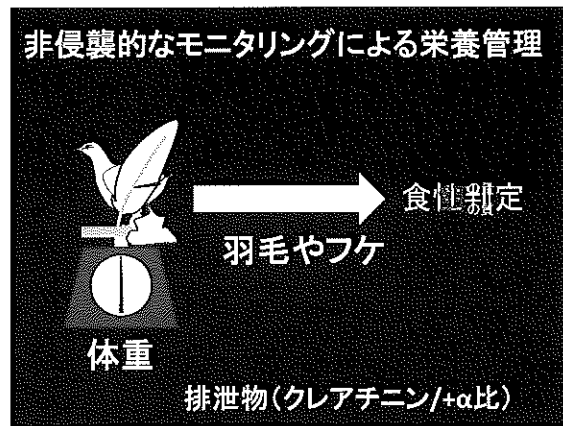 非侵襲的なモニタリングによる栄養管理
食性判定
羽毛やフケ
体重
排泄物(クレアチニン/+α比)